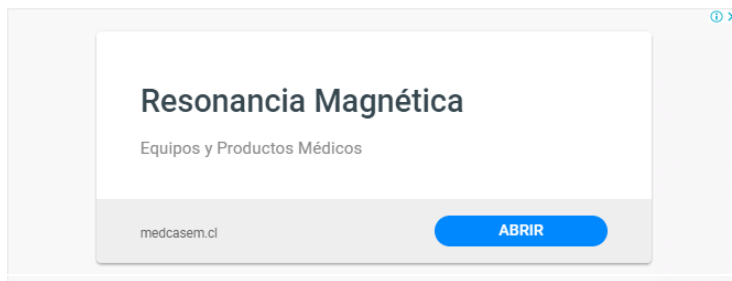 Resonancia Magnética
Equipos y Productos Médicos
medcasem.cl
ABRIR